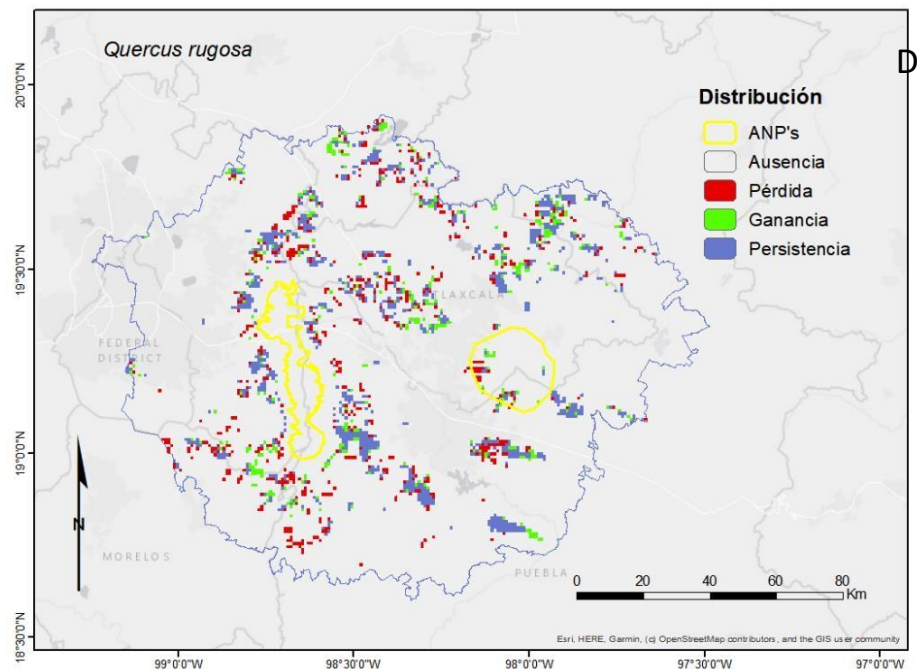 Quercus rugosa
D
Distribución
ANP's
Ausencia
Pérdida
Ganancia
Persistencia
20°0'0"N
19°30'0"N
19°0'0"N
18°30'0"N
TLAXCALA
FEDERAL
DISTRICT
MORELOS
PUEBLA
N
0 20 40 60 80
Km
Esri, HERE, Garmin, (c) OpenStreetMap contributors, and the GIS user community
99°0'0"W 98°30'0"W 98°0'0"W 97°30'0"W 97°0'0"W